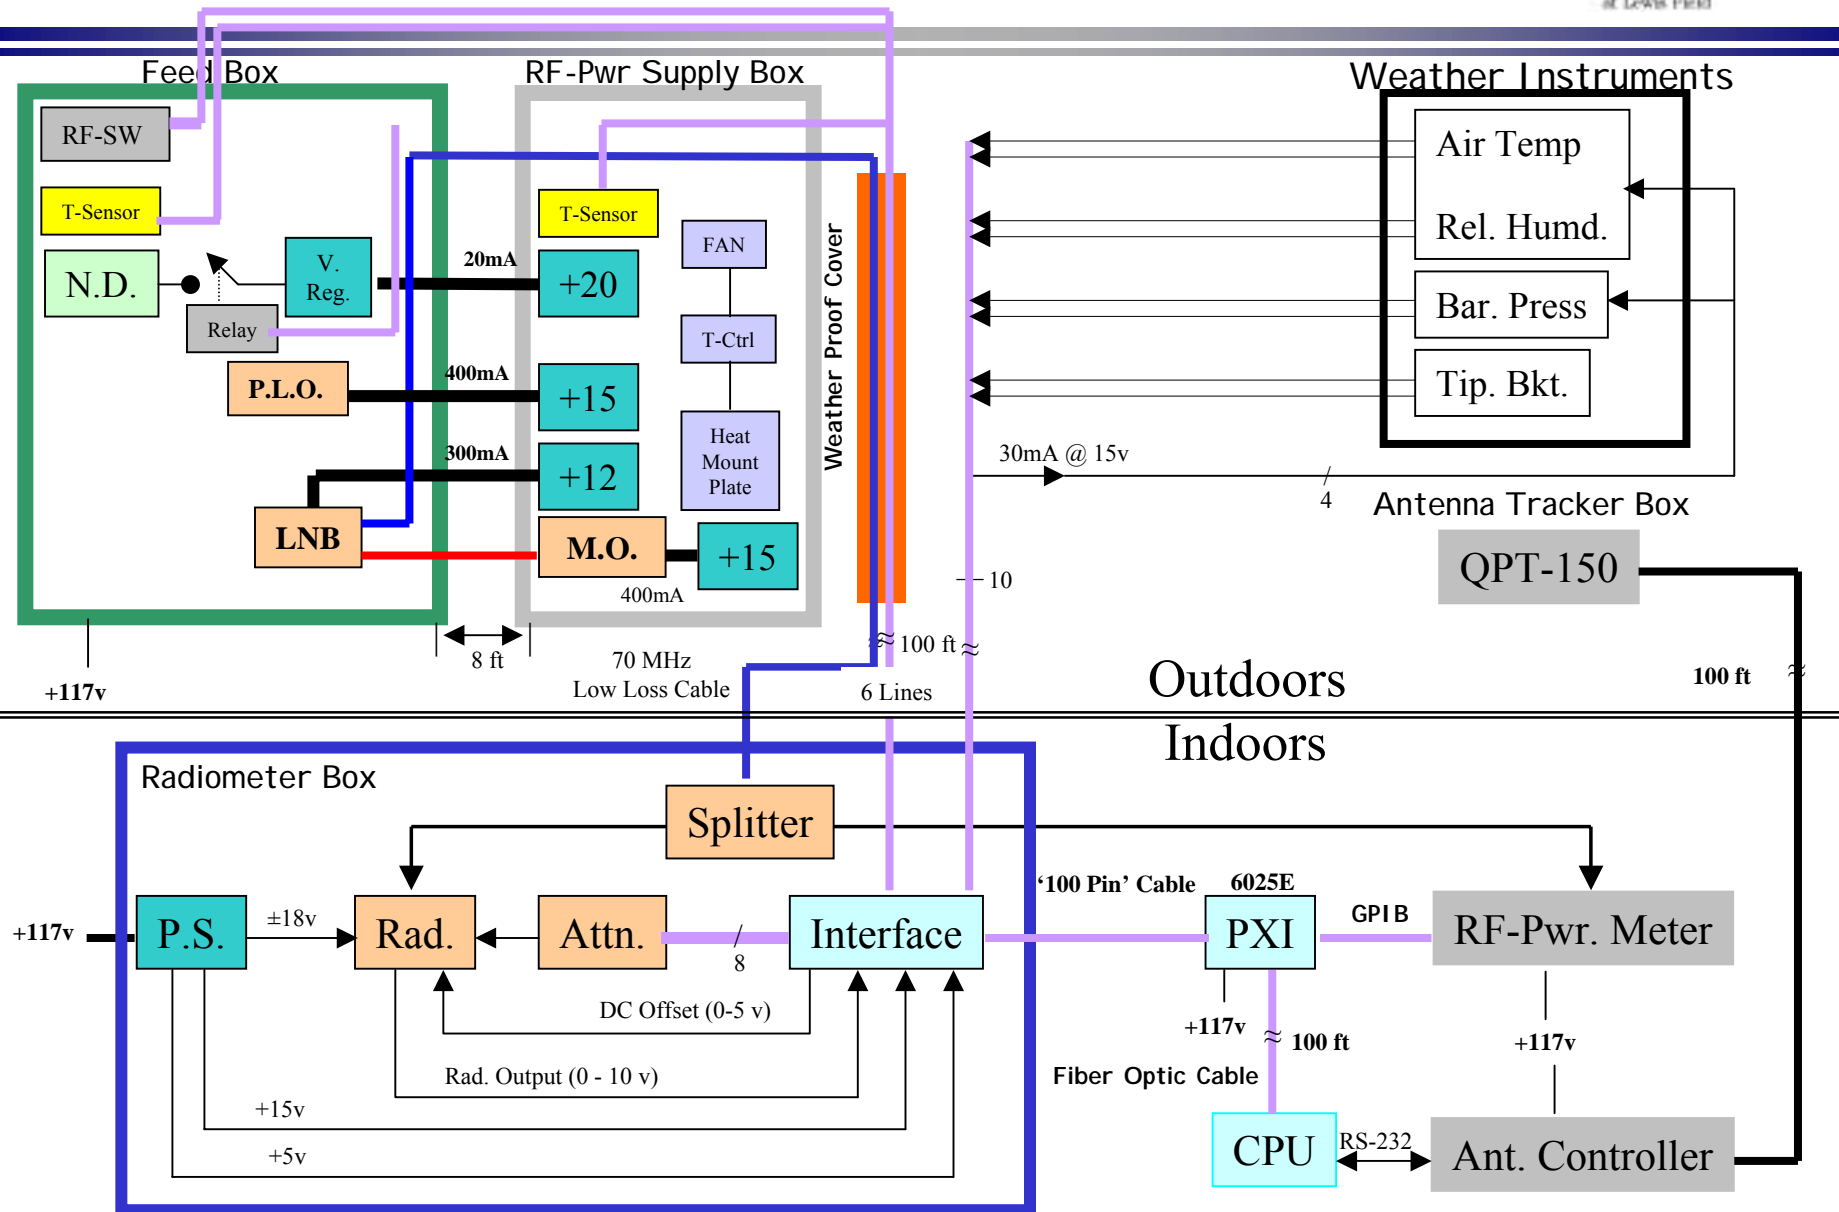 at Lewis Field
Feed Box
RF-Pwr Supply Box
Weather Instruments
RF-SW
T-Sensor
N.D.
V.
Reg.
Relay
P.L.O.
LNB
20mA
400mA
300mA
T-Sensor
+20
+15
+12
M.O.
+15
400mA
FAN
T-Ctrl
Heat
Mount
Plate
Weather Proof Cover
Air Temp
Rel. Humd.
Bar. Press
Tip. Bkt.
30mA @ 15v
4
Antenna Tracker Box
QPT-150
10
100 ft
8 ft
70 MHz
Low Loss Cable
6 Lines
+117v
100 ft
Outdoors
Indoors
Radiometer Box
Splitter
+117v
P.S.
±18v
Rad.
Attn.
8
Interface
‘100 Pin’ Cable
6025E
PXI
GPIB
RF-Pwr. Meter
DC Offset (0-5 v)
Rad. Output (0 - 10 v)
+15v
+5v
+117v
100 ft
Fiber Optic Cable
+117v
CPU
RS-232
Ant. Controller